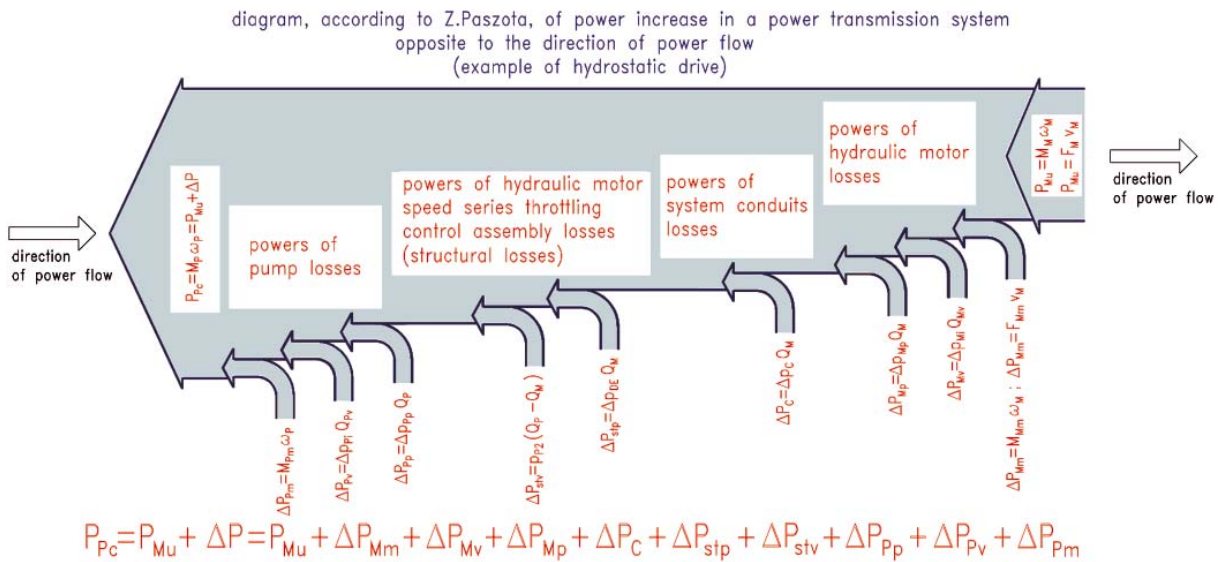 diagram, according to Z.Paszota, of power increase in a power transmission system
opposite to the direction of power flow
(example of hydrostatic drive)
direction
of power flow
P_Pc=M_P ω_P=P_Mu+ΔP
powers of
pump losses
powers of hydraulic motor
speed series throttling
control assembly losses
(structural losses)
powers of
system conduits
losses
powers of
hydraulic motor
losses
P_Mu=M_M ω_M
P_Mu=F_M v_M
direction
of power flow
ΔP_Pm=M_Pm ω_P
ΔP_Pv=Δp_Pi Q_Pv
ΔP_Pp=Δp_Pp Q_P
ΔP_stv=p_P2(Q_P-Q_M)
ΔP_stp=Δp_DE Q_M
ΔP_C=Δp_C Q_M
ΔP_Mp=Δp_Mp Q_M
ΔP_Mv=Δp_Mi Q_Mv
ΔP_Mm=M_Mm ω_M ; ΔP_Mm=F_Mm v_M
P_Pc=P_Mu+ ΔP=P_Mu+ΔP_Mm+ΔP_Mv+ΔP_Mp+ΔP_C+ΔP_stp+ΔP_stv+ΔP_Pp+ΔP_Pv+ΔP_Pm